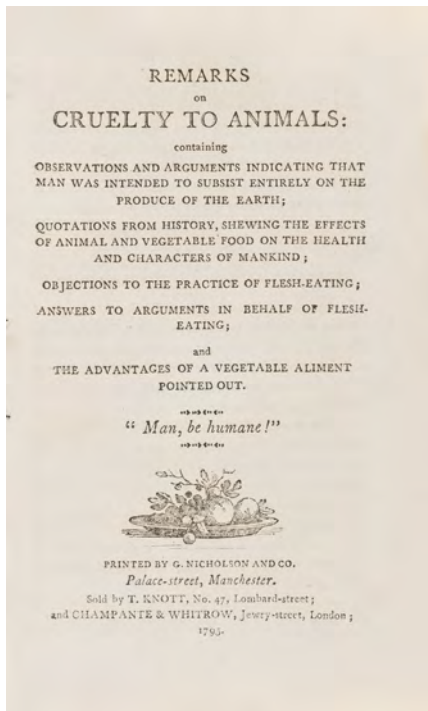 REMARKS
on
CRUELTY TO ANIMALS:
containing
OBSERVATIONS AND ARGUMENTS INDICATING THAT
MAN WAS INTENDED TO SUBSIST ENTIRELY ON THE
PRODUCE OF THE EARTH;
QUOTATIONS FROM HISTORY, SHEWING THE EFFECTS
OF ANIMAL AND VEGETABLE FOOD ON THE HEALTH
AND CHARACTERS OF MANKIND;
OBJECTIONS TO THE PRACTICE OF FLESH-EATING;
ANSWERS TO ARGUMENTS IN BEHALF OF FLESH-
EATING;
and
THE ADVANTAGES OF A VEGETABLE ALIMENT
POINTED OUT.
“ Man, be humane!”
PRINTED BY G. NICHOLSON AND CO.
Palace-street, Manchester.
Sold by T. KNOTT, No. 47, Lombard-street;
and CHAMPANTE & WHITROW, Jewry-street, London;
1795.